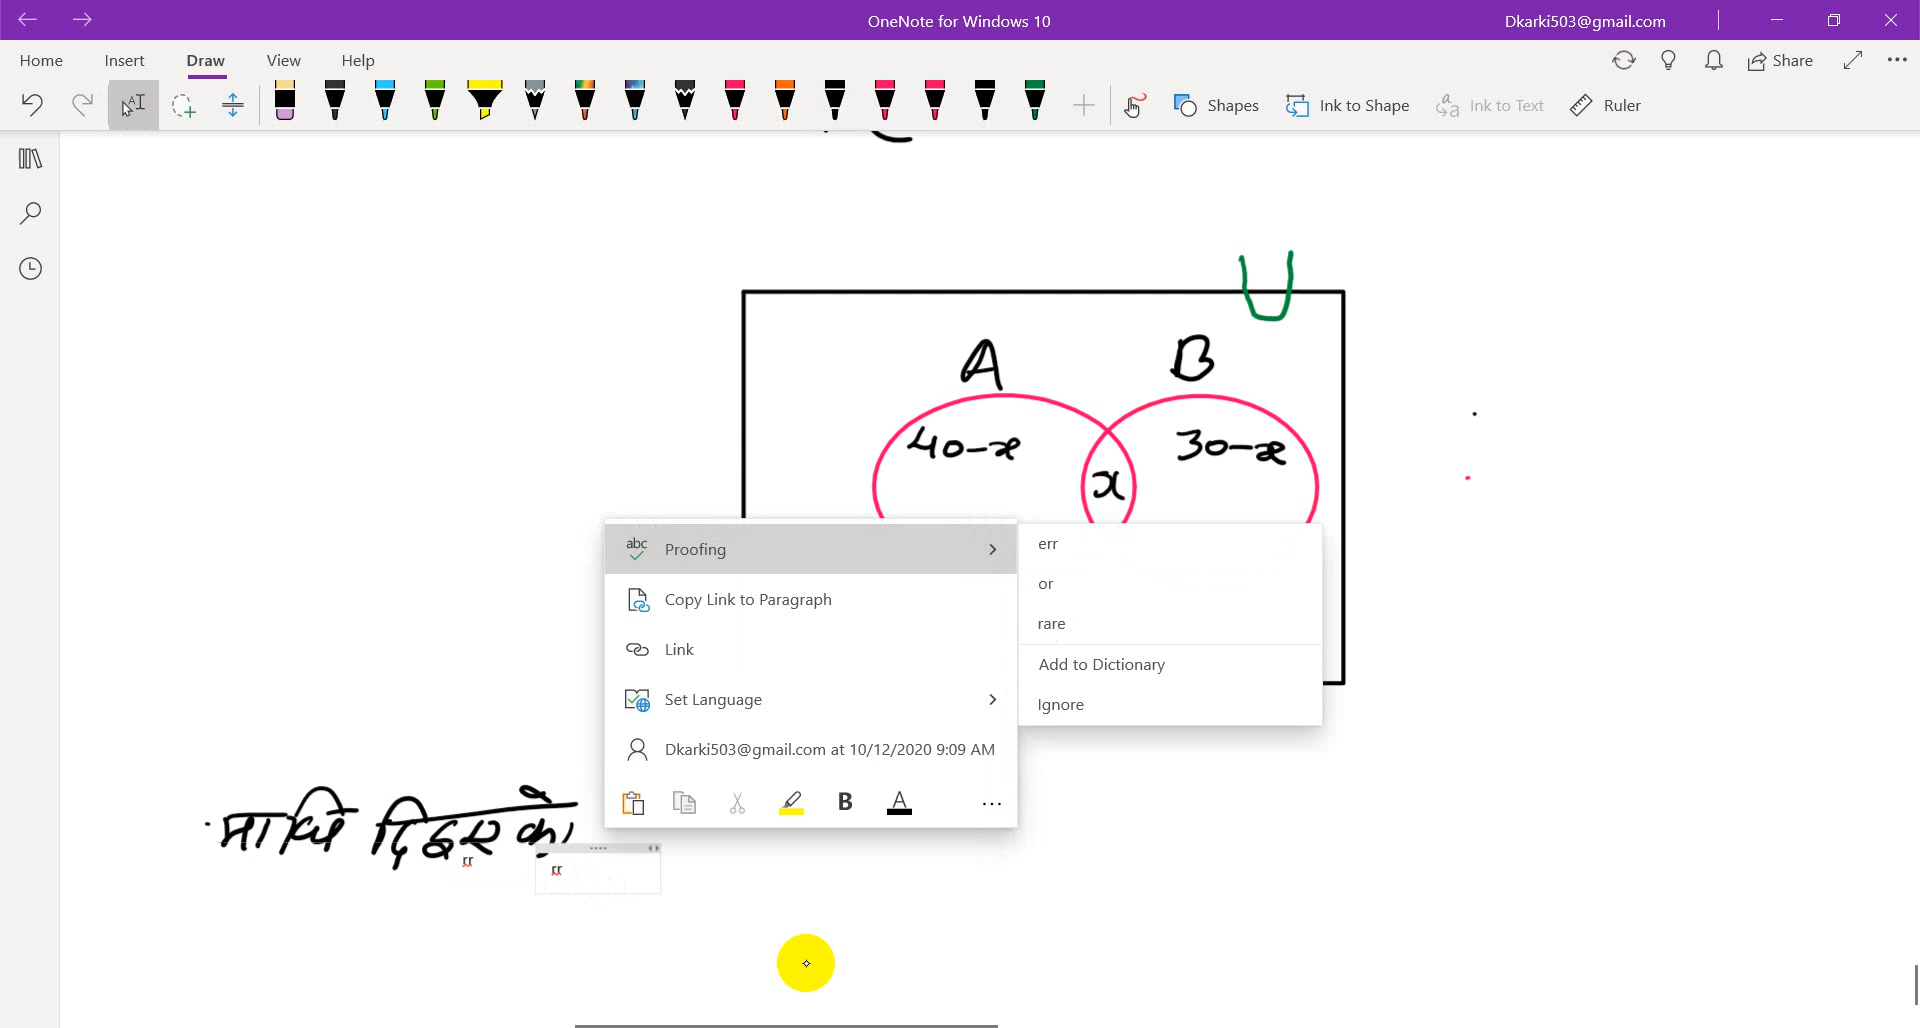 OneNote for Windows 10
Dkarki503@gmail.com
Home Insert Draw View Help
Share
Shapes Ink to Shape Ink to Text Ruler
U
A B
40-x x 30-x
abc Proofing
Copy Link to Paragraph
Link
Set Language
Dkarki503@gmail.com at 10/12/2020 9:09 AM
B A
err
or
rare
Add to Dictionary
Ignore
rr
rr